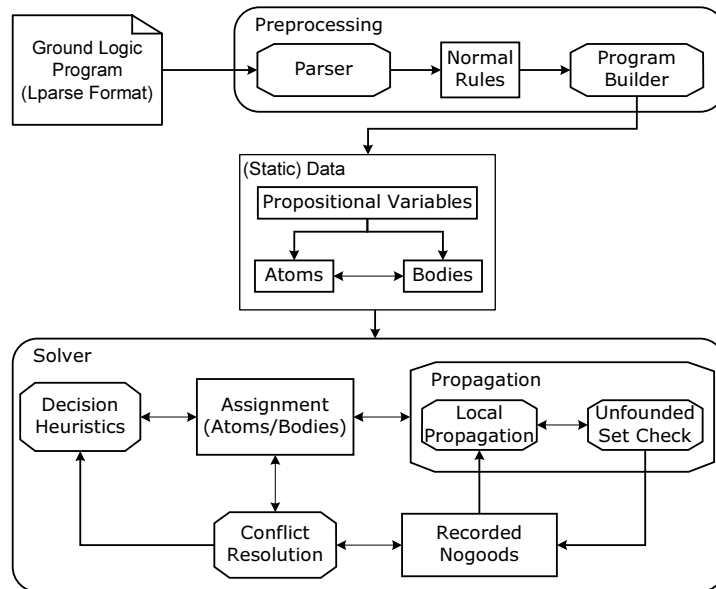 Ground Logic
Program
(Lparse Format)
Preprocessing
Parser
Normal
Rules
Program
Builder
(Static) Data
Propositional Variables
Atoms
Bodies
Solver
Decision
Heuristics
Assignment
(Atoms/Bodies)
Propagation
Local
Propagation
Unfounded
Set Check
Conflict
Resolution
Recorded
Nogoods